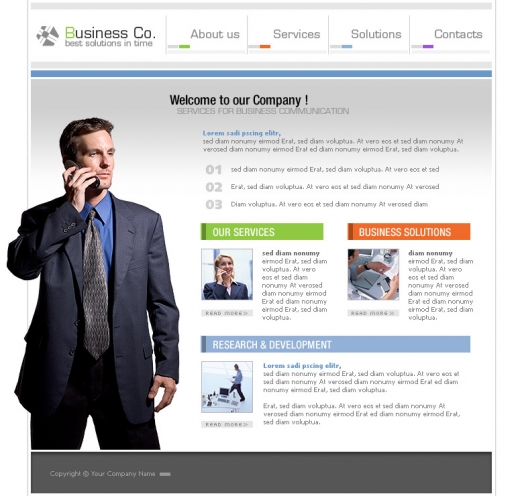 Business Co.
best solutions in time
About us
Services
Solutions
Contacts
Welcome to our Company !
SERVICES FOR BUSINESS COMMUNICATION
Lorem sadi pscing elitr,
sed diam nonumy eirmod Erat, sed diam voluptua. At vero eos et sed diam nonumy At
verosed diam nonumy eirmod Erat ed diam nonumy eirmod Erat, sed diam voluptua.
01 sed diam nonumy eirmod Erat, sed diam voluptua. At vero eos et sed
02 Erat, sed diam voluptua. At vero eos et sed diam nonumy At verosed
03 Diam voluptua. At vero eos et sed diam nonumy At verosed diam
OUR SERVICES
sed diam nonumy
eirmod Erat, sed diam
voluptua. At vero
eos et sed diam
nonumy At verosed
diam nonumy eirmod
Erat ed diam nonumy
eirmod Erat, sed diam
voluptua.
READ MORE >
BUSINESS SOLUTIONS
diam nonumy
eirmod Erat, sed diam
voluptua. At vero
eos et sed diam
nonumy At verosed
diam nonumy eirmod
Erat ed diam nonumy
eirmod Erat, sed diam
voluptua.
READ MORE >
RESEARCH & DEVELOPMENT
Lorem sadi pscing elitr,
sed diam nonumy eirmod Erat, sed diam voluptua. At vero eos et
sed diam nonumy At verosed diam nonumy eirmod Erat ed diam nonumy
eirmod Erat, sed diam voluptua.
Erat, sed diam voluptua. At vero eos et sed diam nonumy At verosed
diam nonumy eirmod Erat ed diam nonumy eirmod Erat,
sed diam voluptua.
READ MORE >
Copyright © Your Company Name